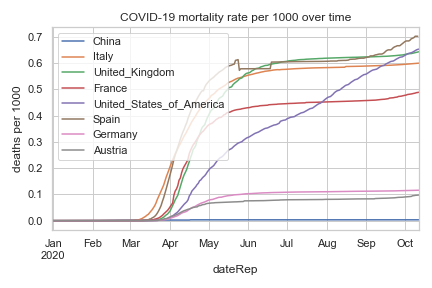 COVID-19 mortality rate per 1000 over time
deaths per 1000
0.7
0.6
0.5
0.4
0.3
0.2
0.1
0.0
China
Italy
United_Kingdom
France
United_States_of_America
Spain
Germany
Austria
Jan Feb Mar Apr May Jun Jul Aug Sep Oct
2020
dateRep